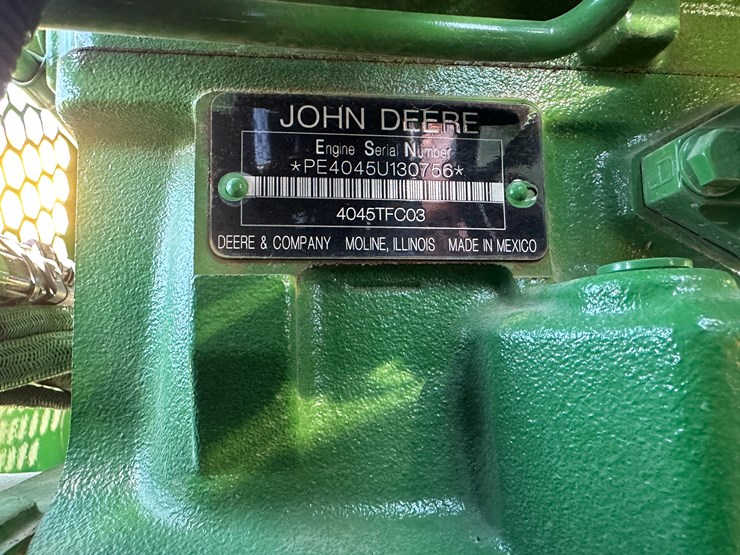 JOHN DEERE
Engine Serial Number
*PE4045U130756*
4045TFC03
DEERE & COMPANY MOLINE, ILLINOIS MADE IN MEXICO